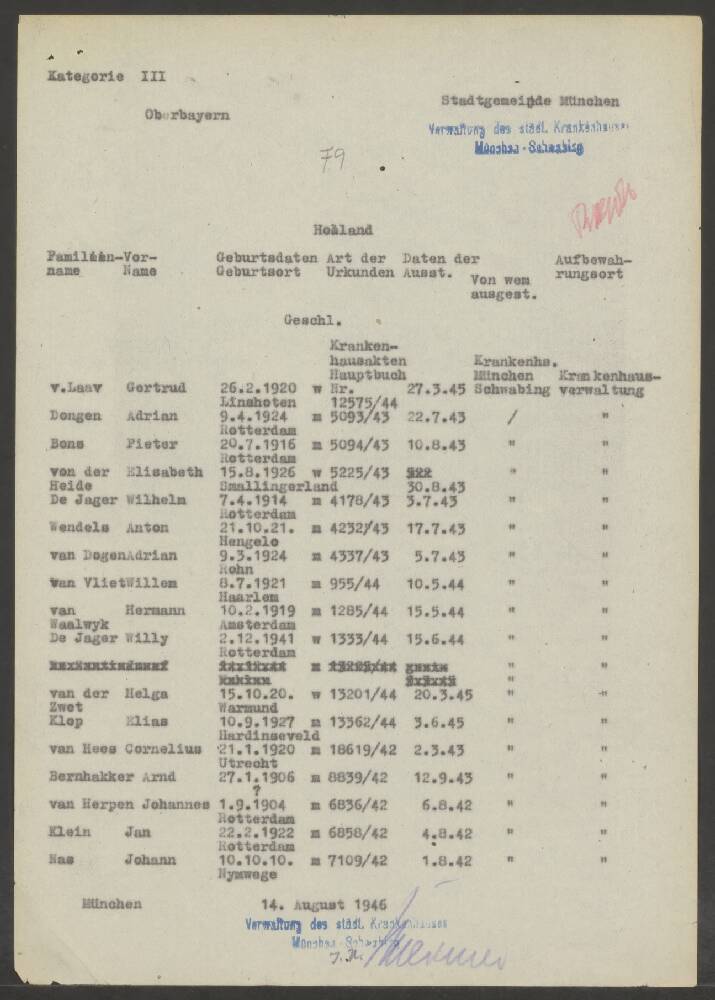 Kategorie III
Oberbayern
Stadtgemeinde München
Verwaltung des städt. Krankenhauses
München-Schwabing
79
Holland
Familien-Vor- Geburtsdaten Art der Daten der Aufbewah-
name Name Geburtsort Urkunden Ausst. Von wem rungsort
ausgest.
Geschl.
Kranken-
hausakten Krankenhs.
Hauptbuch München Krankenhaus-
v.Laav Gertrud 26.2.1920 w Nr. 27.3.45 Schwabing verwaltung
Linshoten 12575/44
Dongen Adrian 9.4.1924 m 5093/43 22.7.43 / "
Rotterdam
Bons Pieter 20.7.1916 m 5094/43 10.8.43 " "
Rotterdam
von der Elisabeth 15.8.1926 w 5225/43 " "
Heide Smallingerland 30.8.43
De Jager Wilhelm 7.4.1914 m 4178/43 3.7.43 " "
Rotterdam
Wendels Anton 21.10.21. m 4232/43 17.7.43 " "
Hengelo
van DogenAdrian 9.3.1924 m 4337/43 5.7.43 " "
Rohn
van VlietWillem 8.7.1921 m 955/44 10.5.44 " "
Haarlem
van Hermann 10.2.1919 m 1285/44 15.5.44 " "
Waalwyk Amsterdam
De Jager Willy 2.12.1941 w 1333/44 15.6.44 " "
Rotterdam
m " "
"
van der Helga 15.10.20. w 13201/44 20.3.45 " "
Zwet Warmund
Klop Elias 10.9.1927 m 13362/44 3.6.45 " "
Hardinseveld
van Hees Cornelius 21.1.1920 m 18619/42 2.3.43 " "
Utrecht
Bernhakker Arnd 27.1.1906 m 8839/42 12.9.43 " "
?
van Herpen Johannes 1.9.1904 m 6836/42 6.8.42 " "
Rotterdam
Klein Jan 22.2.1922 m 6858/42 4.8.42 " "
Rotterdam
Nas Johann 10.10.10. m 7109/42 1.8.42 " "
Nymwege
München 14. August 1946
Verwaltung des städt. Krankenhauses
München-Schwabing